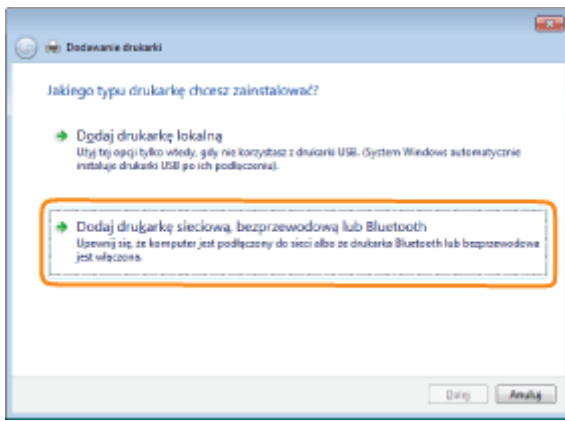 Dodawanie drukarki
Jakiego typu drukarkę chcesz zainstalować?
Dodaj drukarkę lokalną
Użyj tej opcji tylko wtedy, gdy nie korzystasz z drukarki USB. (System Windows automatycznie
instaluje drukarki USB po ich podłączeniu).
Dodaj drukarkę sieciową, bezprzewodową lub Bluetooth
Upewnij się, że komputer jest podłączony do sieci albo że drukarka Bluetooth lub bezprzewodowa
jest włączona.
Dalej
Anuluj